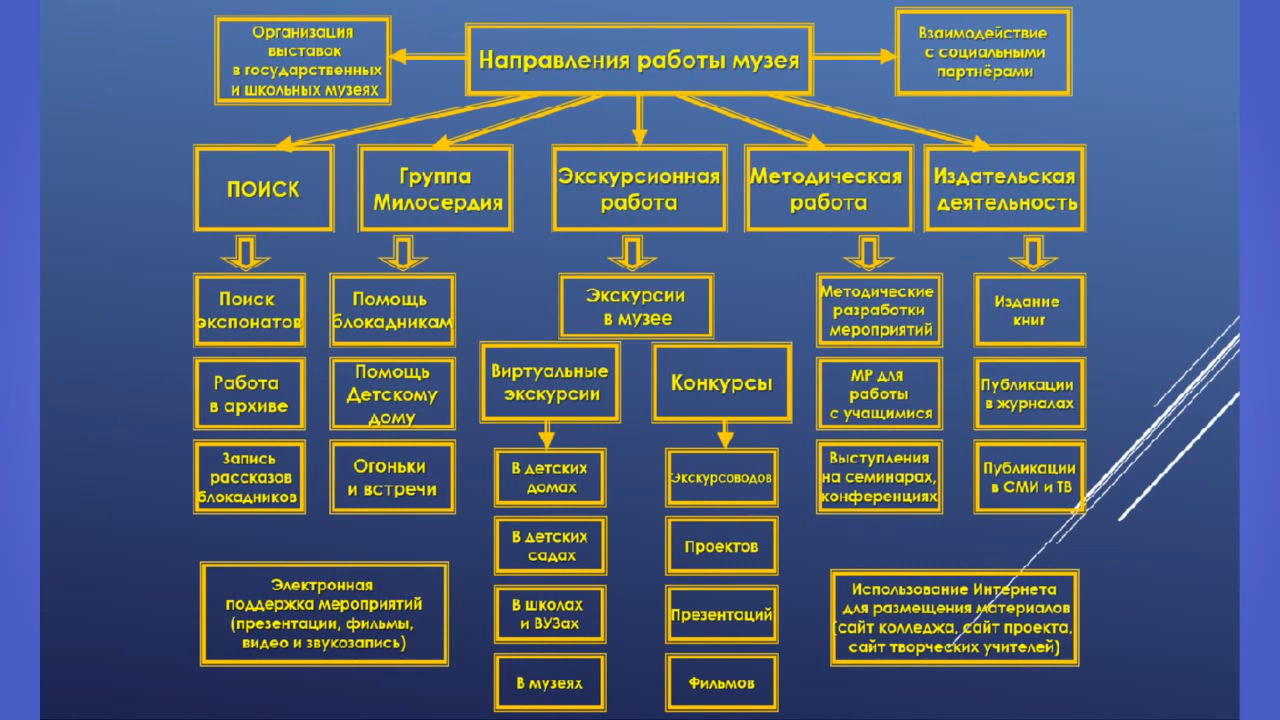 Организация
выставок
в государственных
и школьных музеях
Направления работы музея
Взаимодействие
с социальными
партнёрами
ПОИСК
Группа
Милосердия
Экскурсионная
работа
Методическая
работа
Издательская
деятельность
Поиск
экспонатов
Работа
в архиве
Запись
рассказов
блокадников
Помощь
блокадникам
Помощь
Детскому
дому
Огоньки
и встречи
Экскурсии
в музее
Виртуальные
экскурсии
В детских
домах
В детских
садах
В школах
и ВУЗах
В музеях
Конкурсы
Экскурсоводов
Проектов
Презентаций
Фильмов
Методические
разработки
мероприятий
МР для
работы
с учащимися
Выступления
на семинарах,
конференциях
Издание
книг
Публикации
в журналах
Публикации
в СМИ и ТВ
Электронная
поддержка мероприятий
(презентации, фильмы,
видео и звукозапись)
Использование Интернета
для размещения материалов
(сайт колледжа, сайт проекта,
сайт творческих учителей)